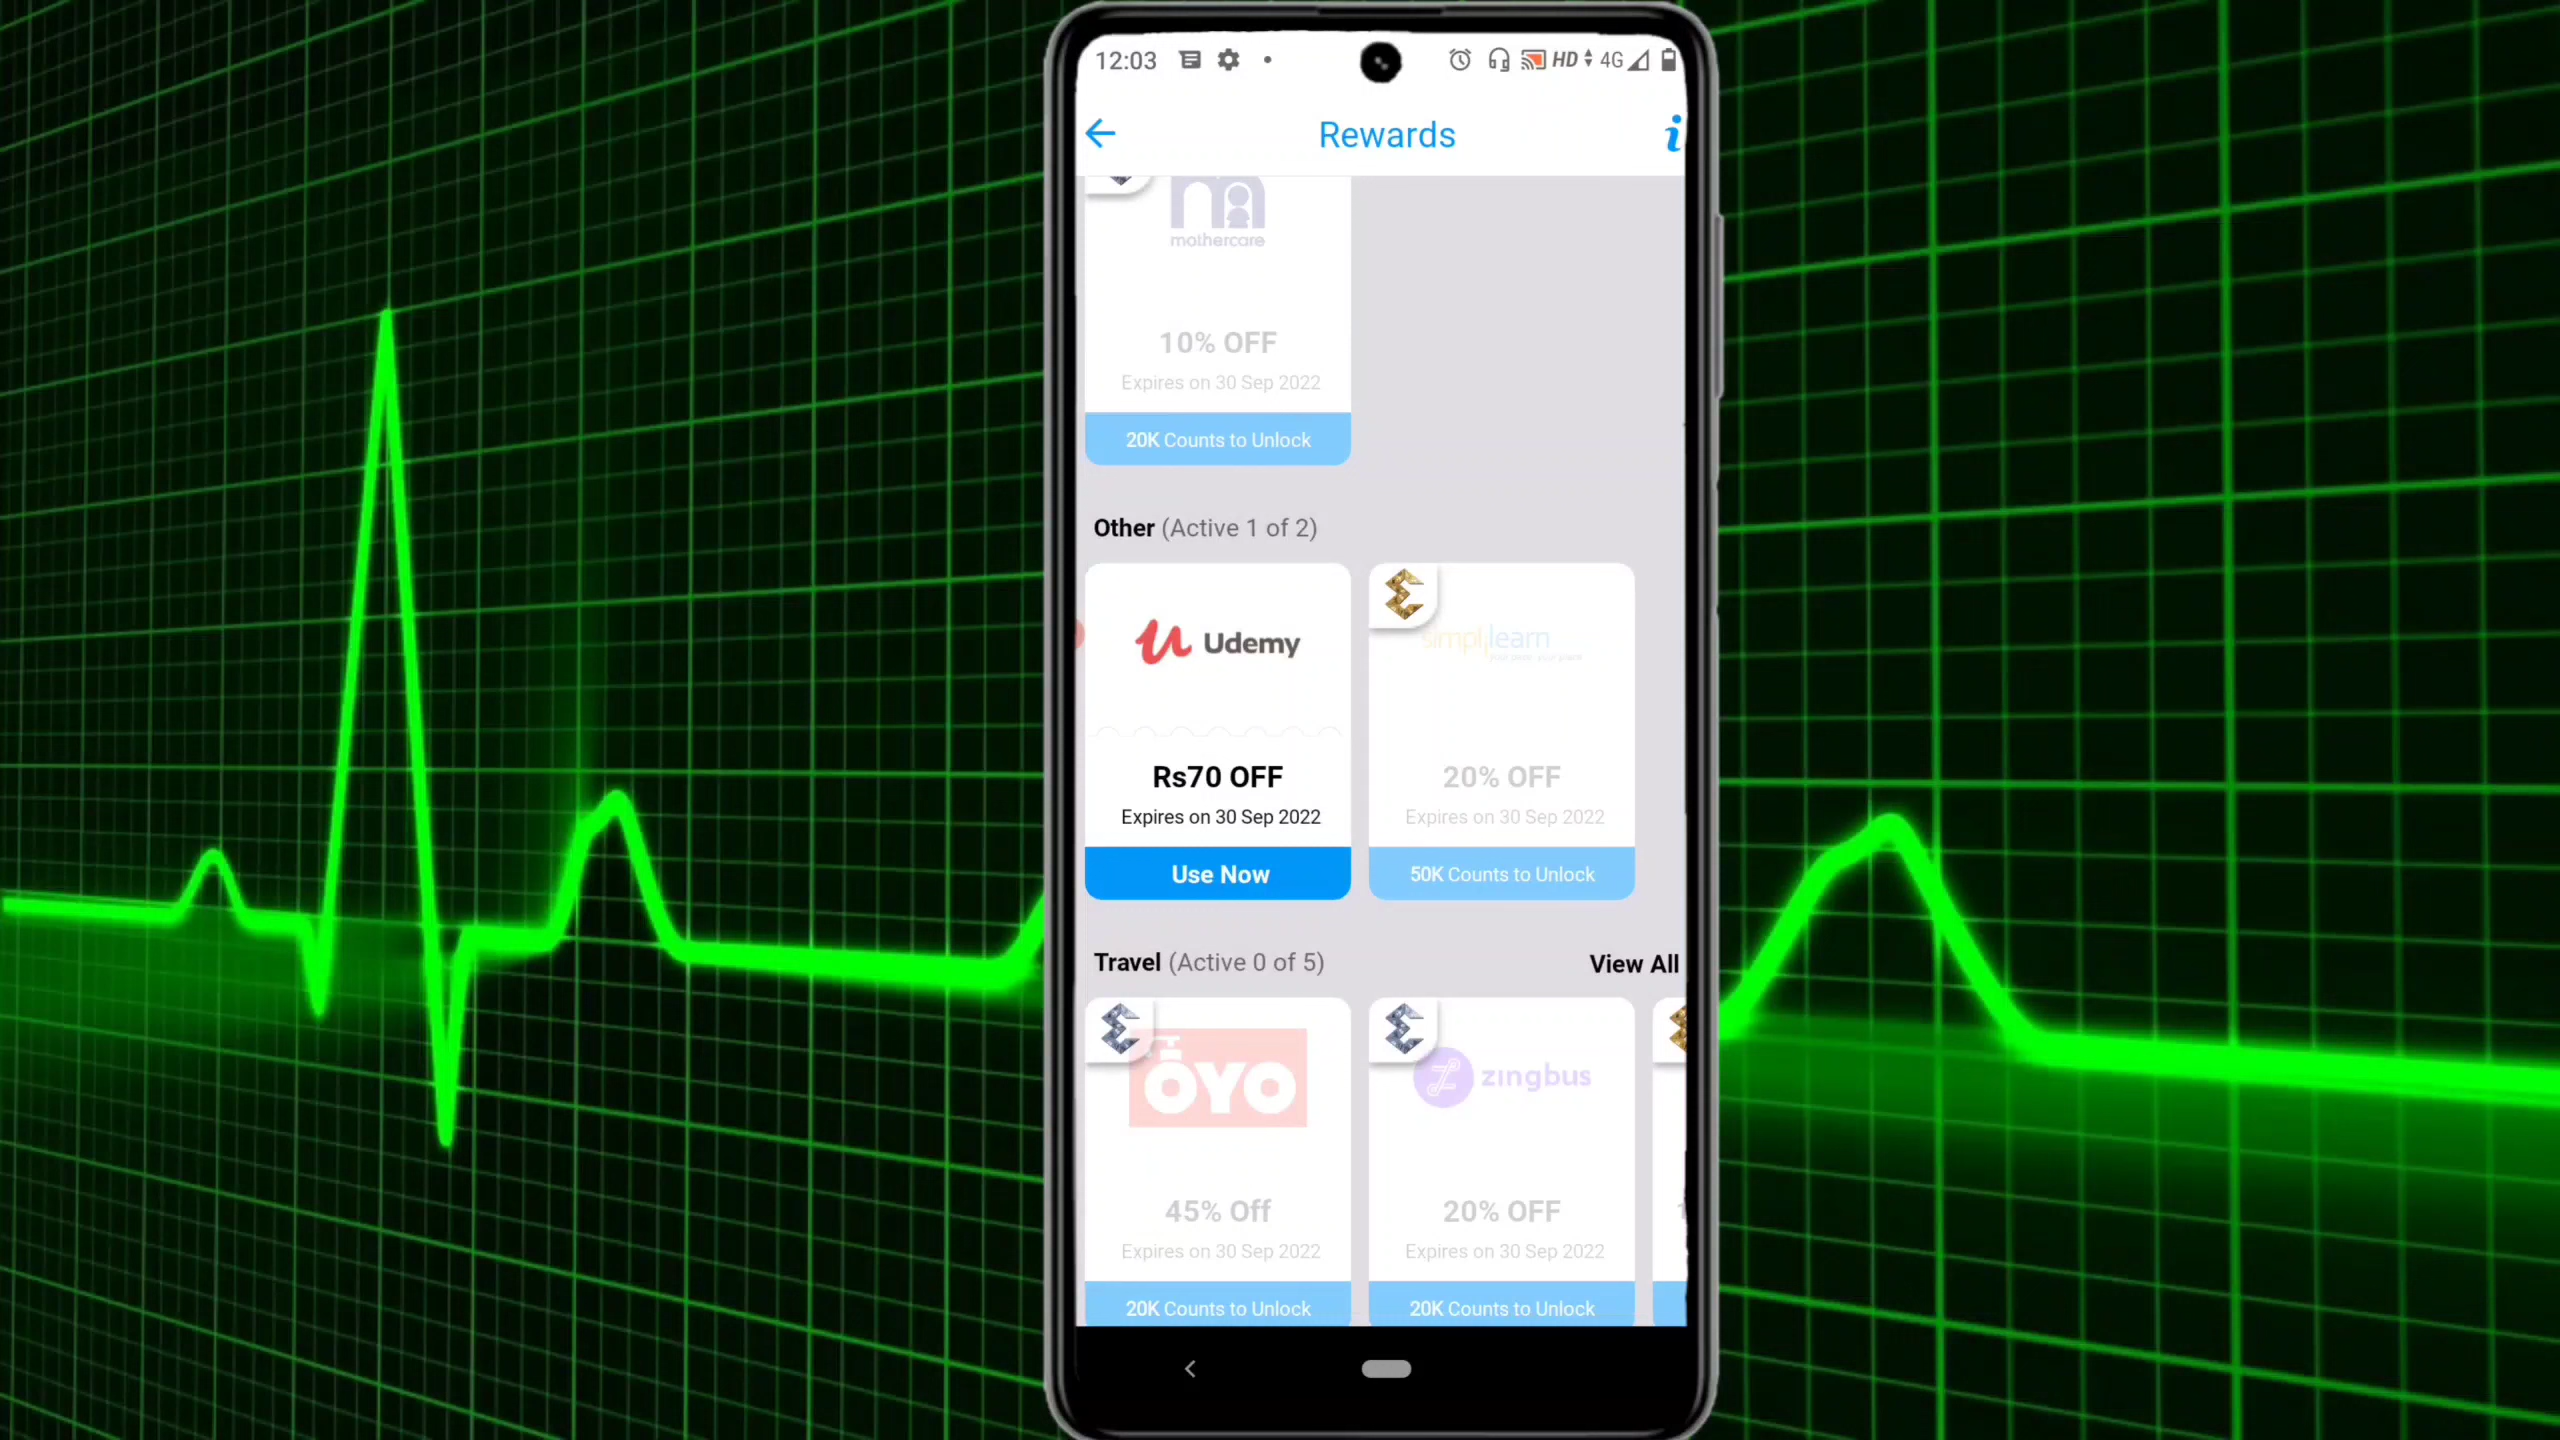 12:03
HD 4G
Rewards
mothercare
10% OFF
Expires on 30 Sep 2022
20K Counts to Unlock
Other (Active 1 of 2)
Udemy
simplilearn
Rs70 OFF
20% OFF
Expires on 30 Sep 2022
Expires on 30 Sep 2022
Use Now
50K Counts to Unlock
Travel (Active 0 of 5)
View All
OYO
zingbus
45% Off
20% OFF
Expires on 30 Sep 2022
Expires on 30 Sep 2022
20K Counts to Unlock
20K Counts to Unlock